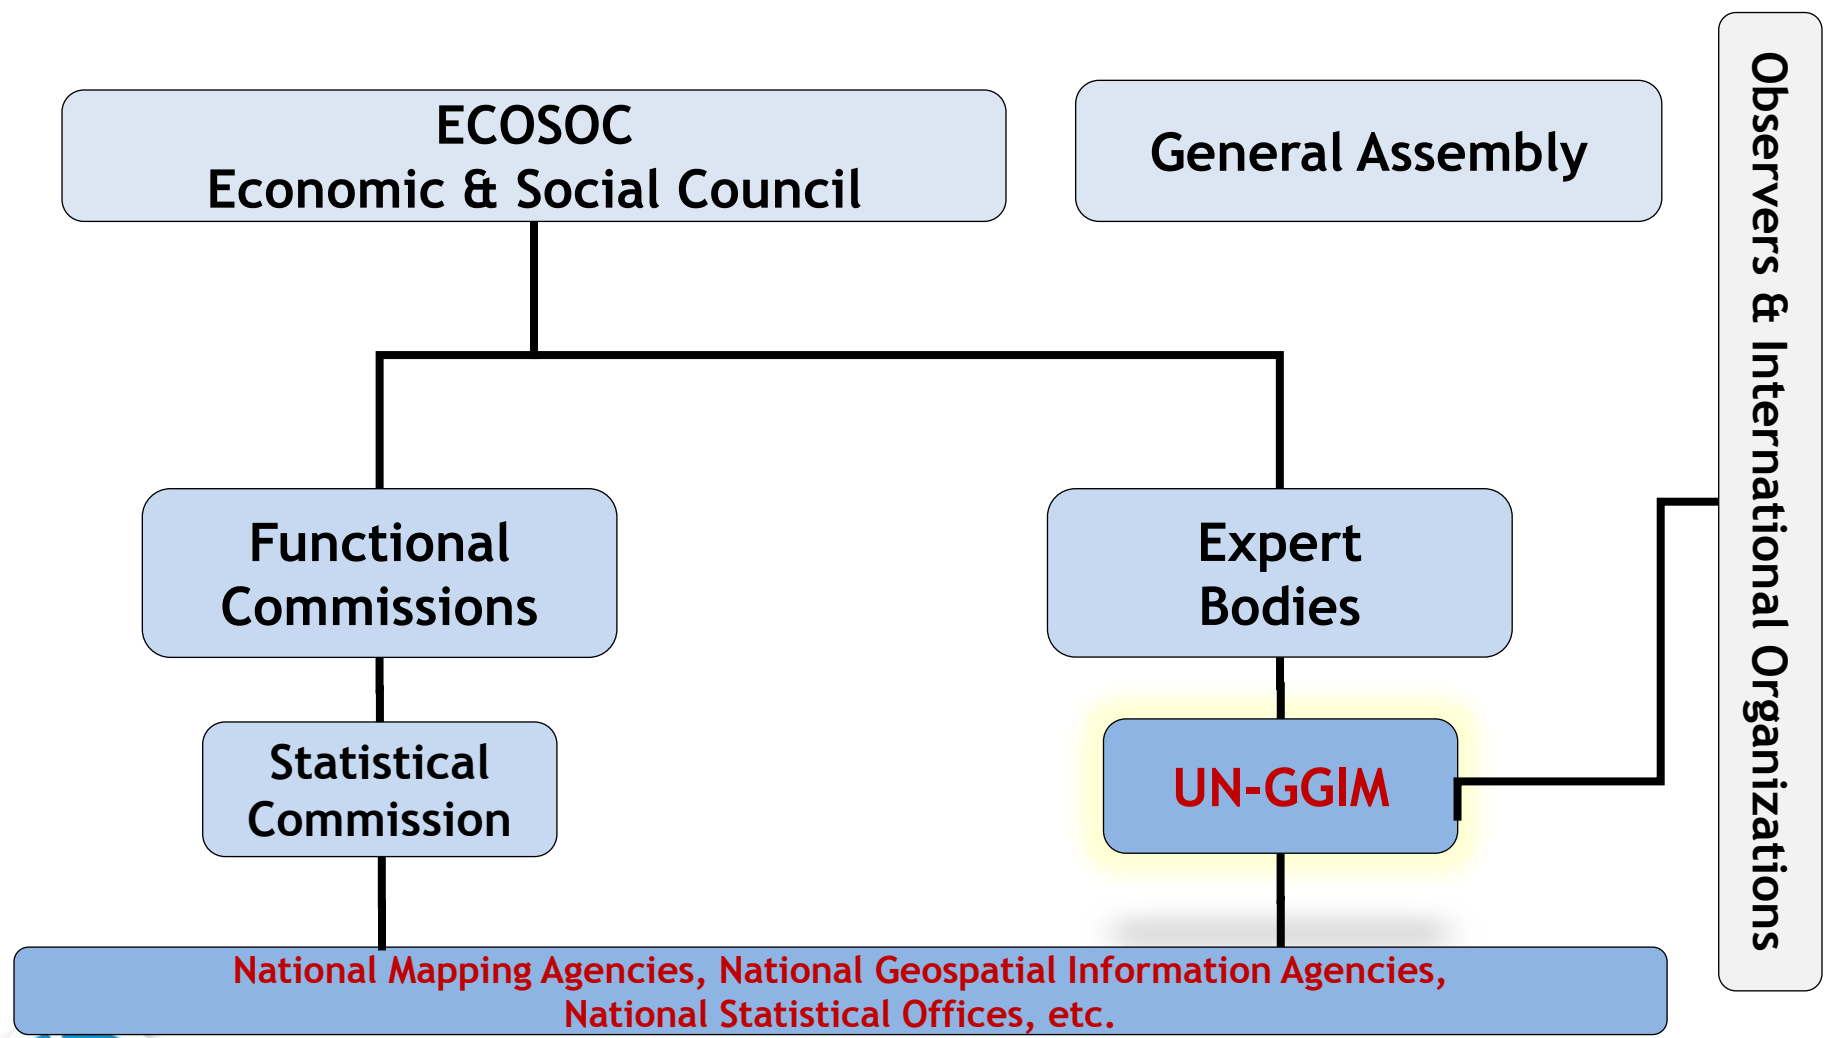 ECOSOC
Economic & Social Council
General Assembly
Observers & International Organizations
Functional
Commissions
Expert
Bodies
Statistical
Commission
UN-GGIM
National Mapping Agencies, National Geospatial Information Agencies,
National Statistical Offices, etc.